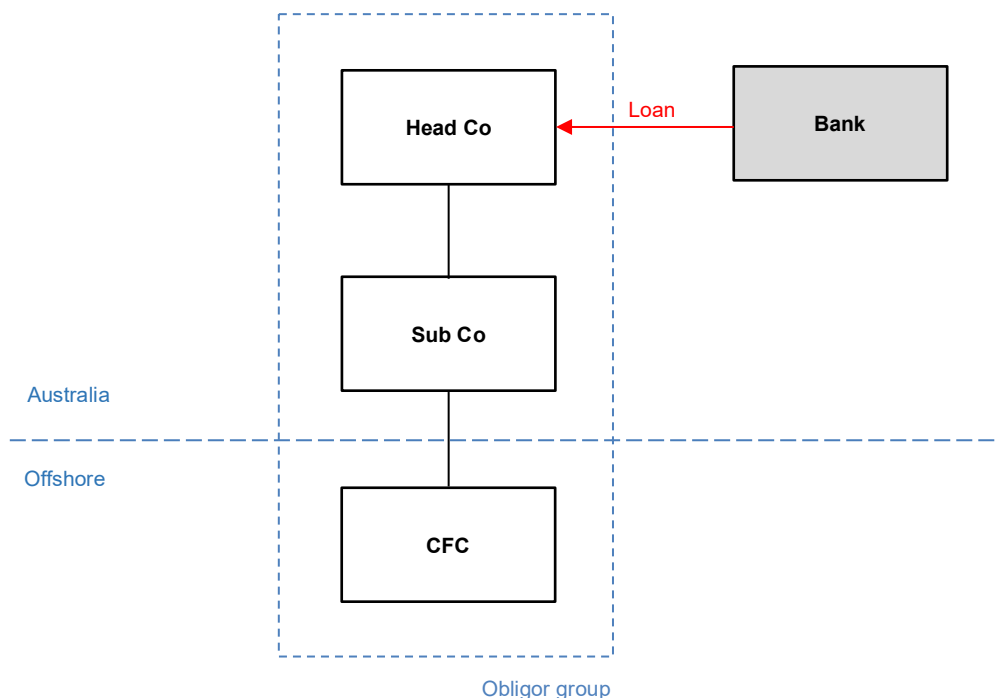 Head Co
Loan
Bank
Sub Co
Australia
Offshore
CFC
Obligor group